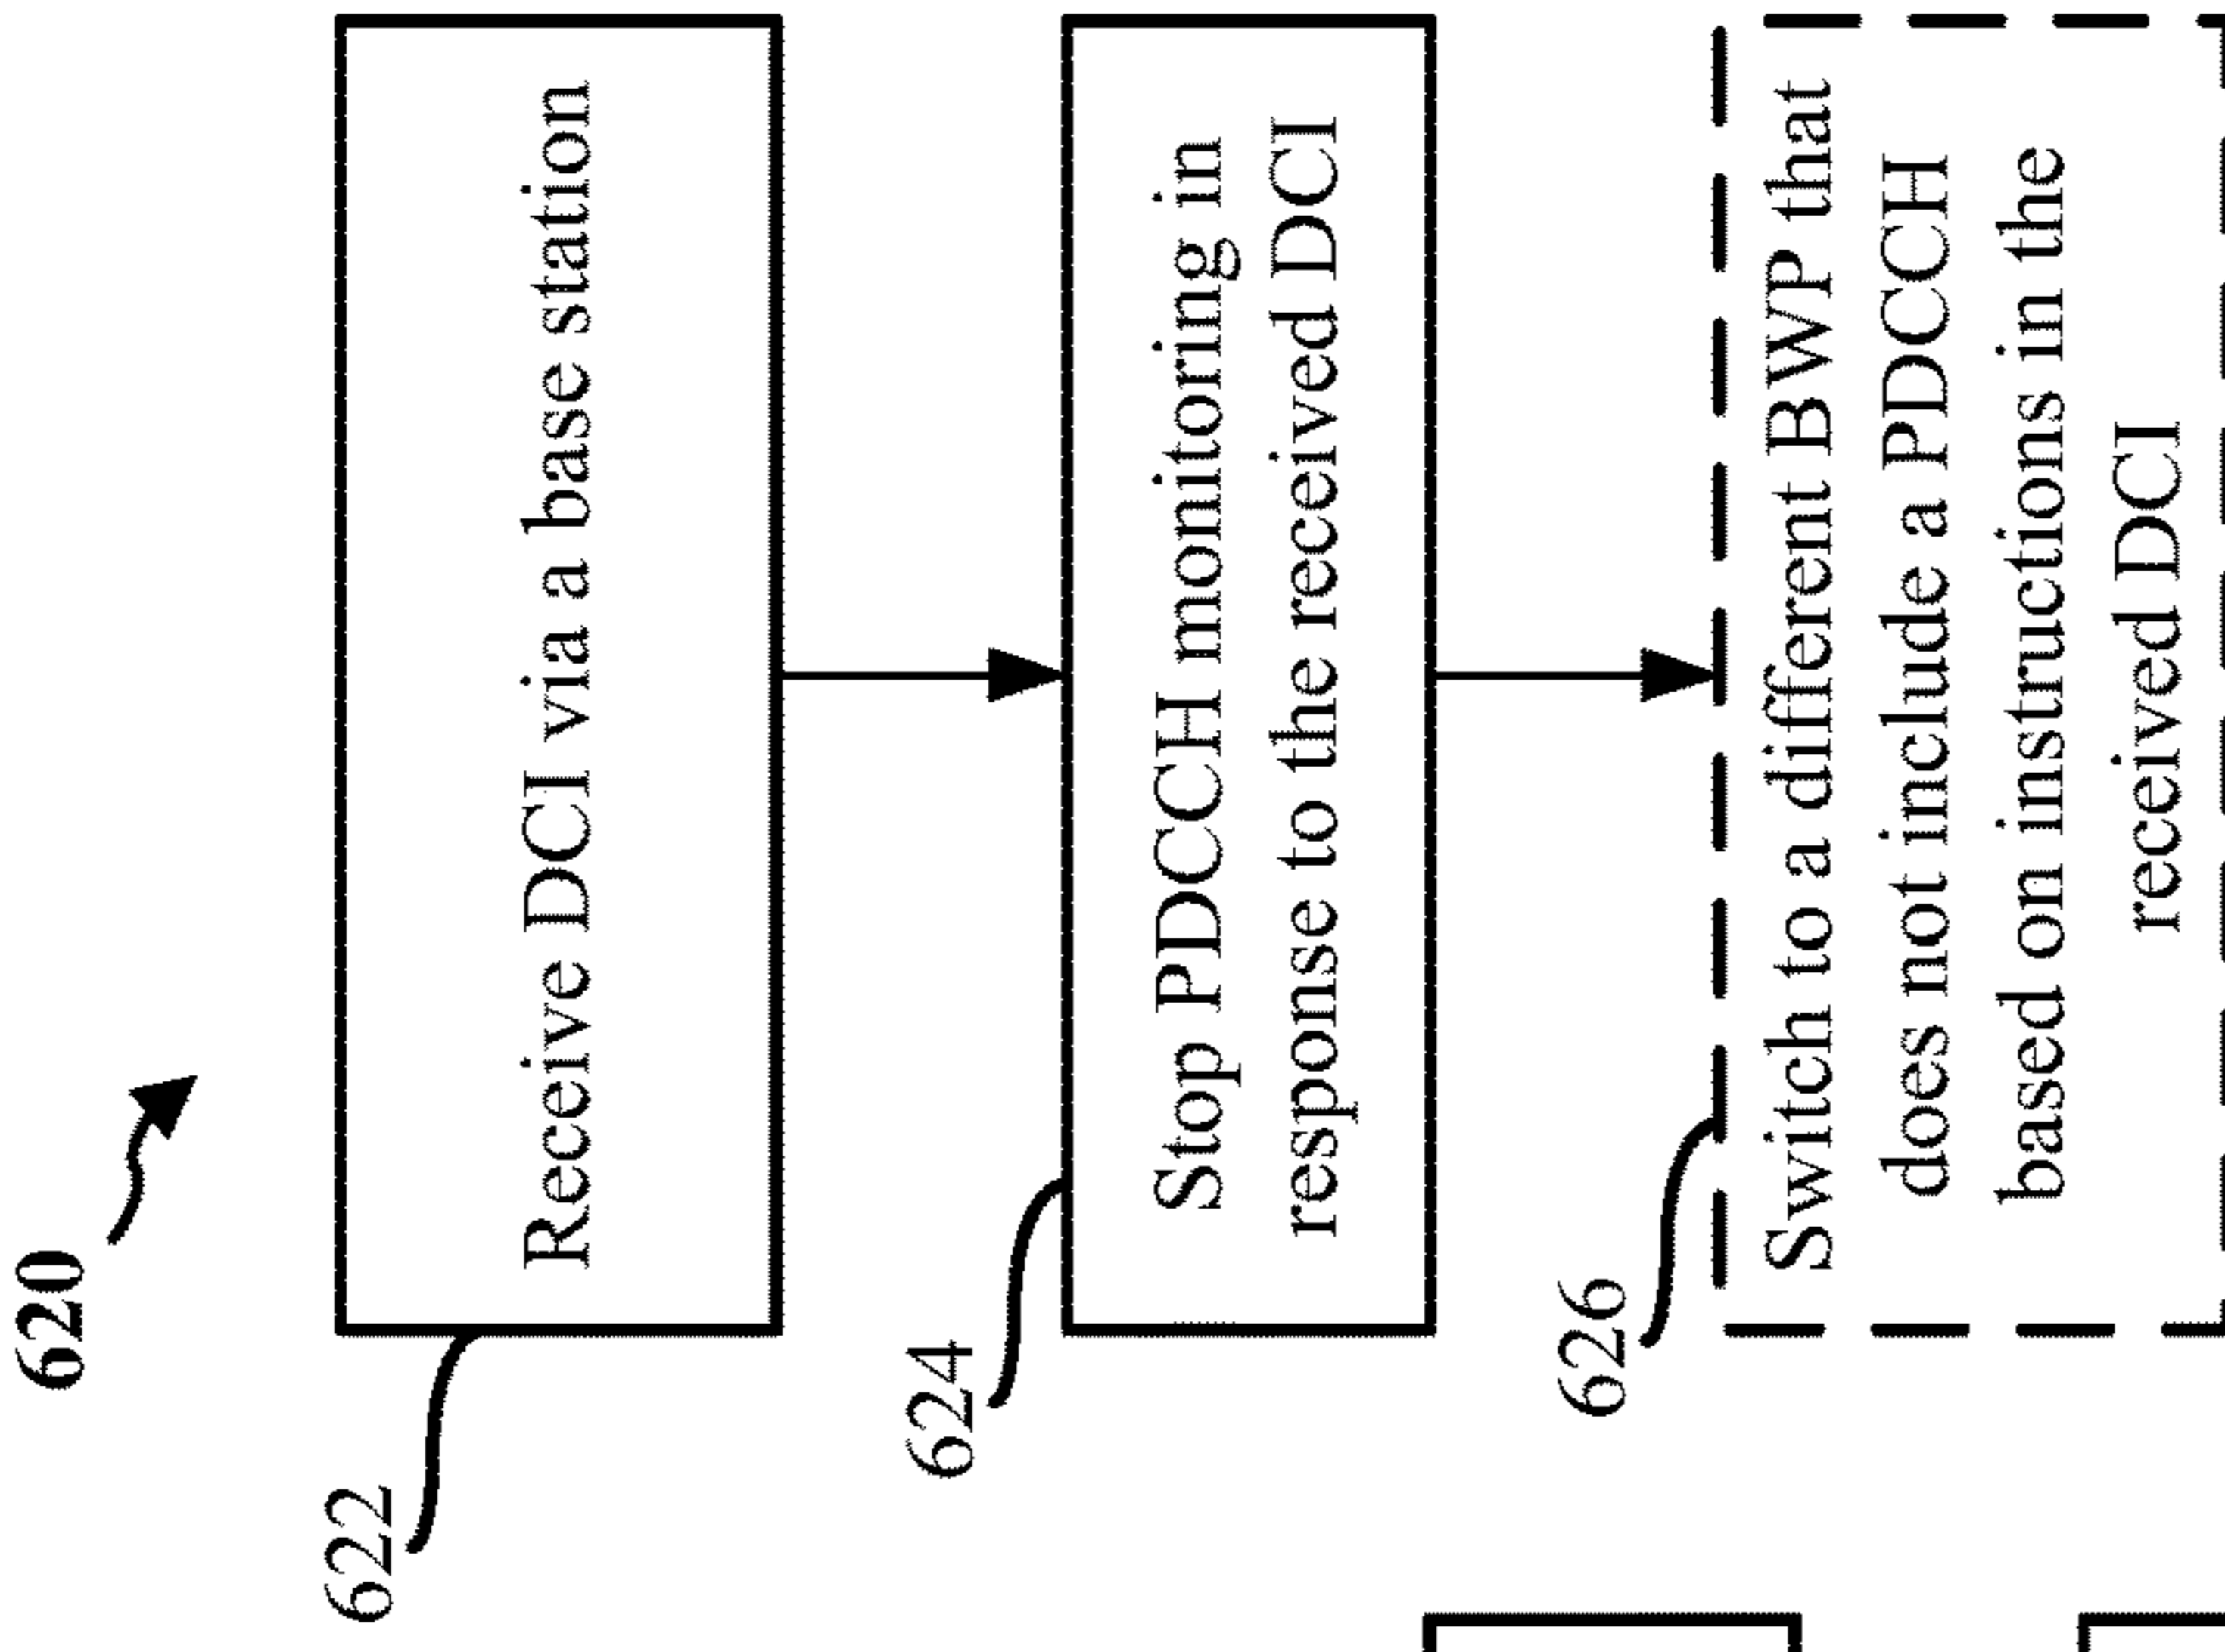 620
622
Receive DCI via a base station
624
Stop PDCCH monitoring in
response to the received DCI
626
Switch to a different BWP that
does not include a PDCCH
based on instructions in the
received DCI